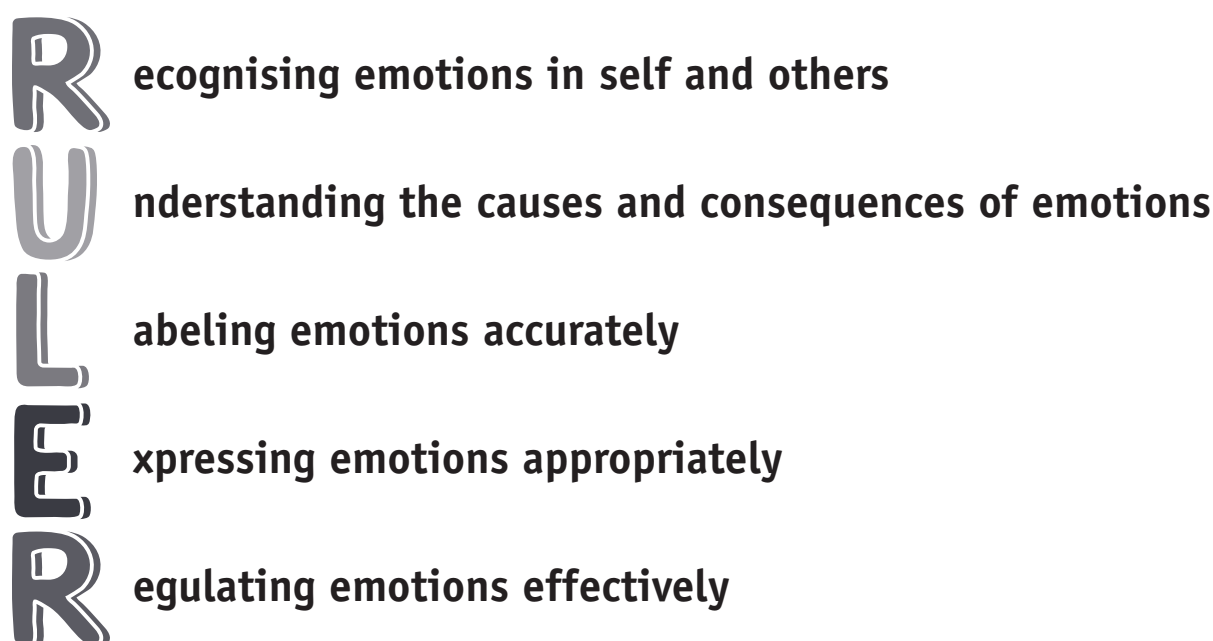 Recognising emotions in self and others
Understanding the causes and consequences of emotions
Labeling emotions accurately
Expressing emotions appropriately
Regulating emotions effectively